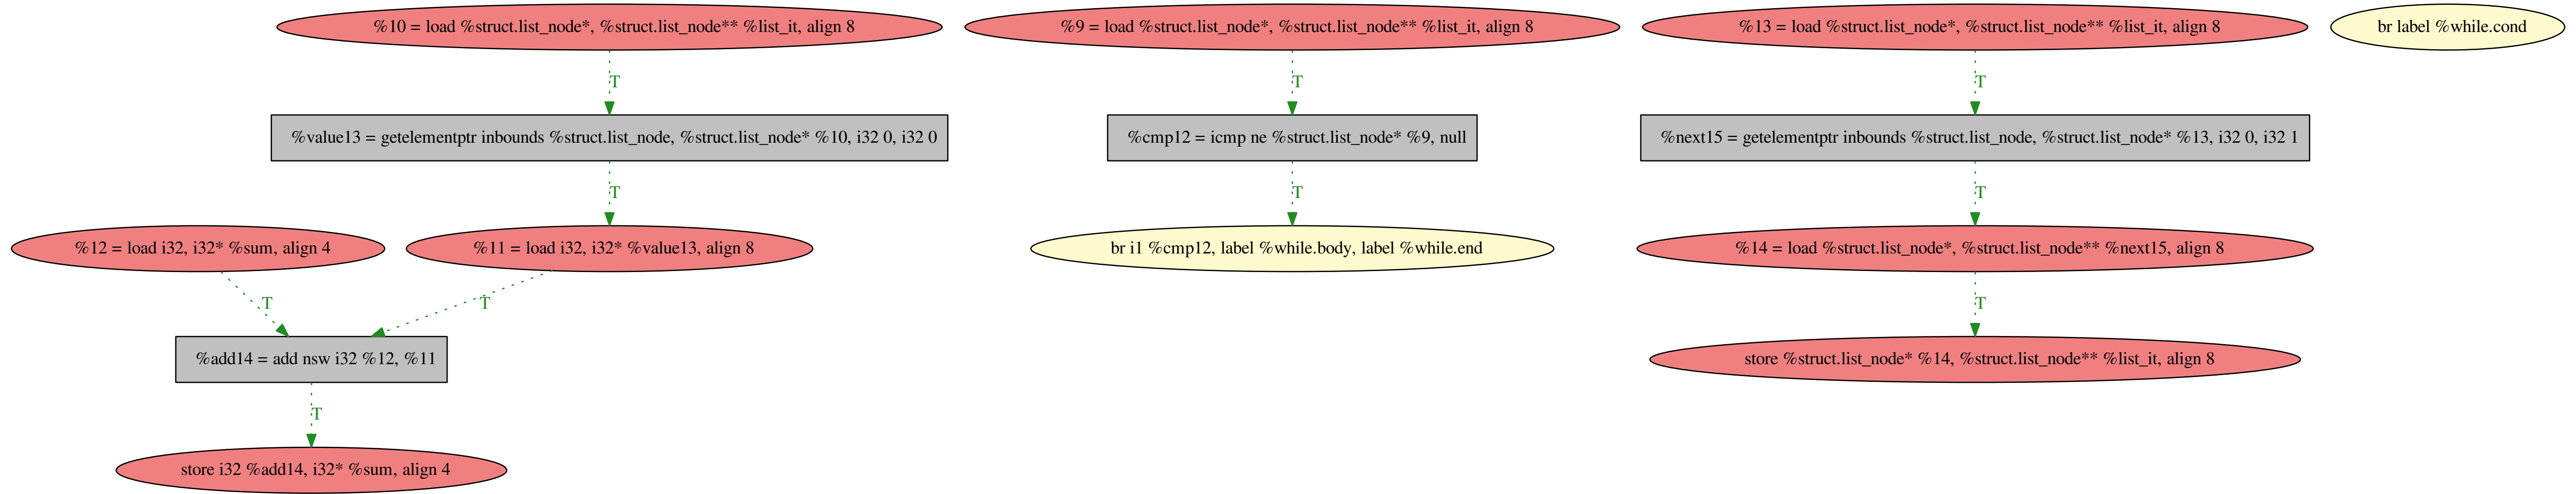 %10 = load %struct.list_node*, %struct.list_node** %list_it, align 8
%9 = load %struct.list_node*, %struct.list_node** %list_it, align 8
%13 = load %struct.list_node*, %struct.list_node** %list_it, align 8
br label %while.cond
T
T
T
%value13 = getelementptr inbounds %struct.list_node, %struct.list_node* %10, i32 0, i32 0
%cmp12 = icmp ne %struct.list_node* %9, null
%next15 = getelementptr inbounds %struct.list_node, %struct.list_node* %13, i32 0, i32 1
T
T
T
%12 = load i32, i32* %sum, align 4
%11 = load i32, i32* %value13, align 8
br i1 %cmp12, label %while.body, label %while.end
%14 = load %struct.list_node*, %struct.list_node** %next15, align 8
T
T
T
%add14 = add nsw i32 %12, %11
store %struct.list_node* %14, %struct.list_node** %list_it, align 8
T
store i32 %add14, i32* %sum, align 4